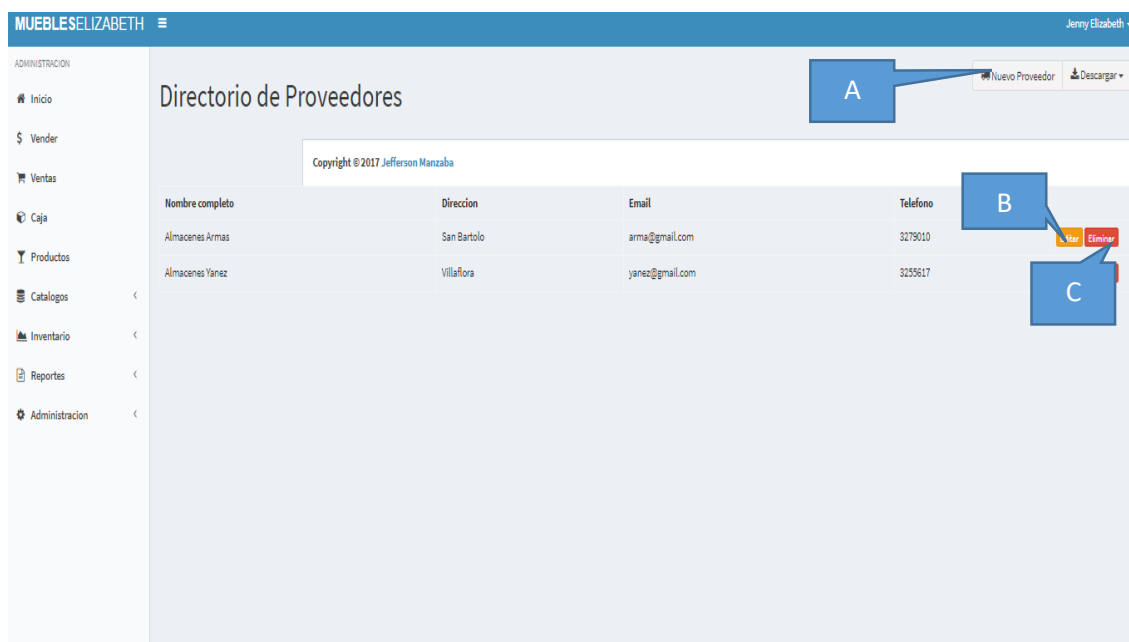 MUEBLESELIZABETH
Jenny Elizabeth
ADMINISTRACION
Inicio
$ Vender
Ventas
Caja
Productos
Catalogos
Inventario
Reportes
Administracion
A
Nuevo Proveedor Descargar
Directorio de Proveedores
Copyright © 2017 Jefferson Manzaba
Nombre completo Direccion Email Telefono
B
Almacenes Armas San Bartolo arma@gmail.com 3279010 Eliminar
Almacenes Yanez Villaflora yanez@gmail.com 3255617
C